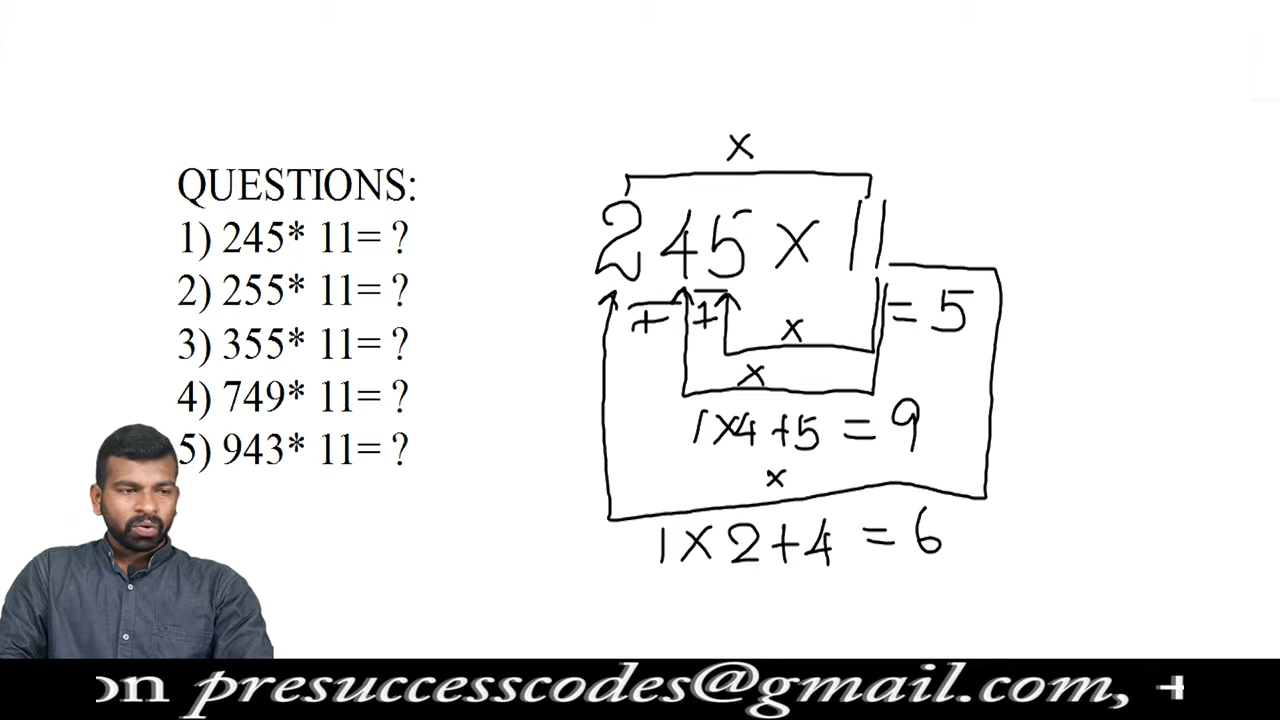 QUESTIONS:
1) 245* 11= ?
2) 255* 11= ?
3) 355* 11= ?
4) 749* 11= ?
5) 943* 11= ?
x
245 x 11
+ + x = 5
x
1x4+5 = 9
x
1x2+4 = 6
on presuccesscodes@gmail.com, +